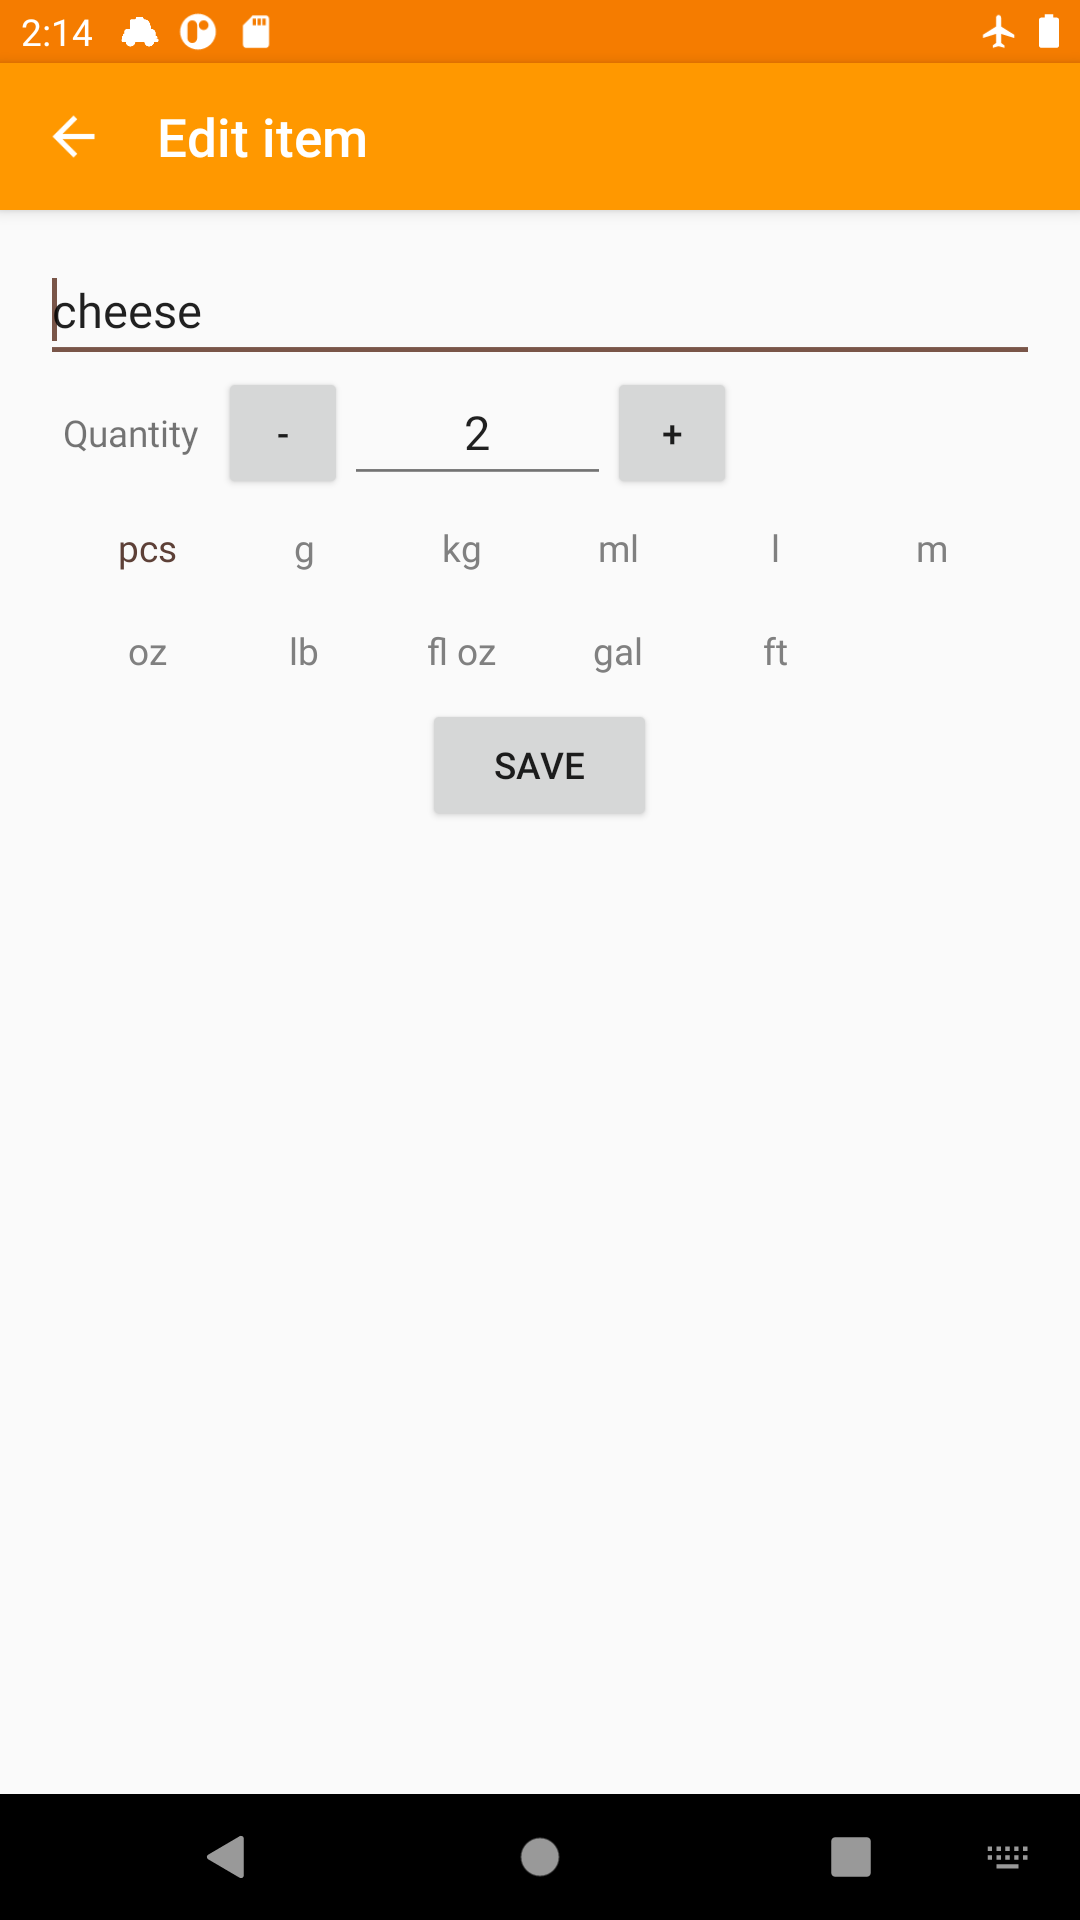 2:14
Edit item
cheese
Quantity - 2 +
pcs g kg ml l m
oz lb fl oz gal ft
SAVE